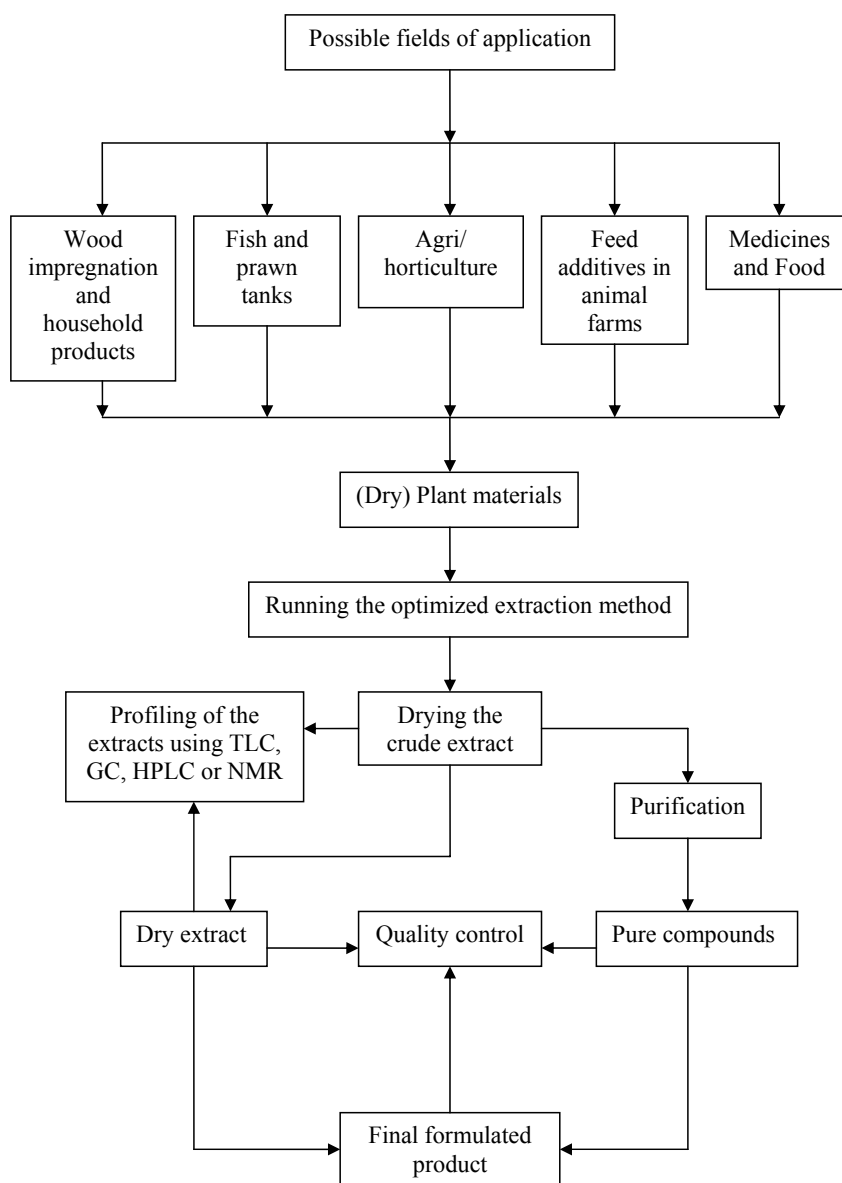 Possible fields of application
Wood
impregnation
and
household
products
Fish and
prawn
tanks
Agri/
horticulture
Feed
additives in
animal
farms
Medicines
and Food
(Dry) Plant materials
Running the optimized extraction method
Profiling of the
extracts using TLC,
GC, HPLC or NMR
Drying the
crude extract
Purification
Dry extract
Quality control
Pure compounds
Final formulated
product